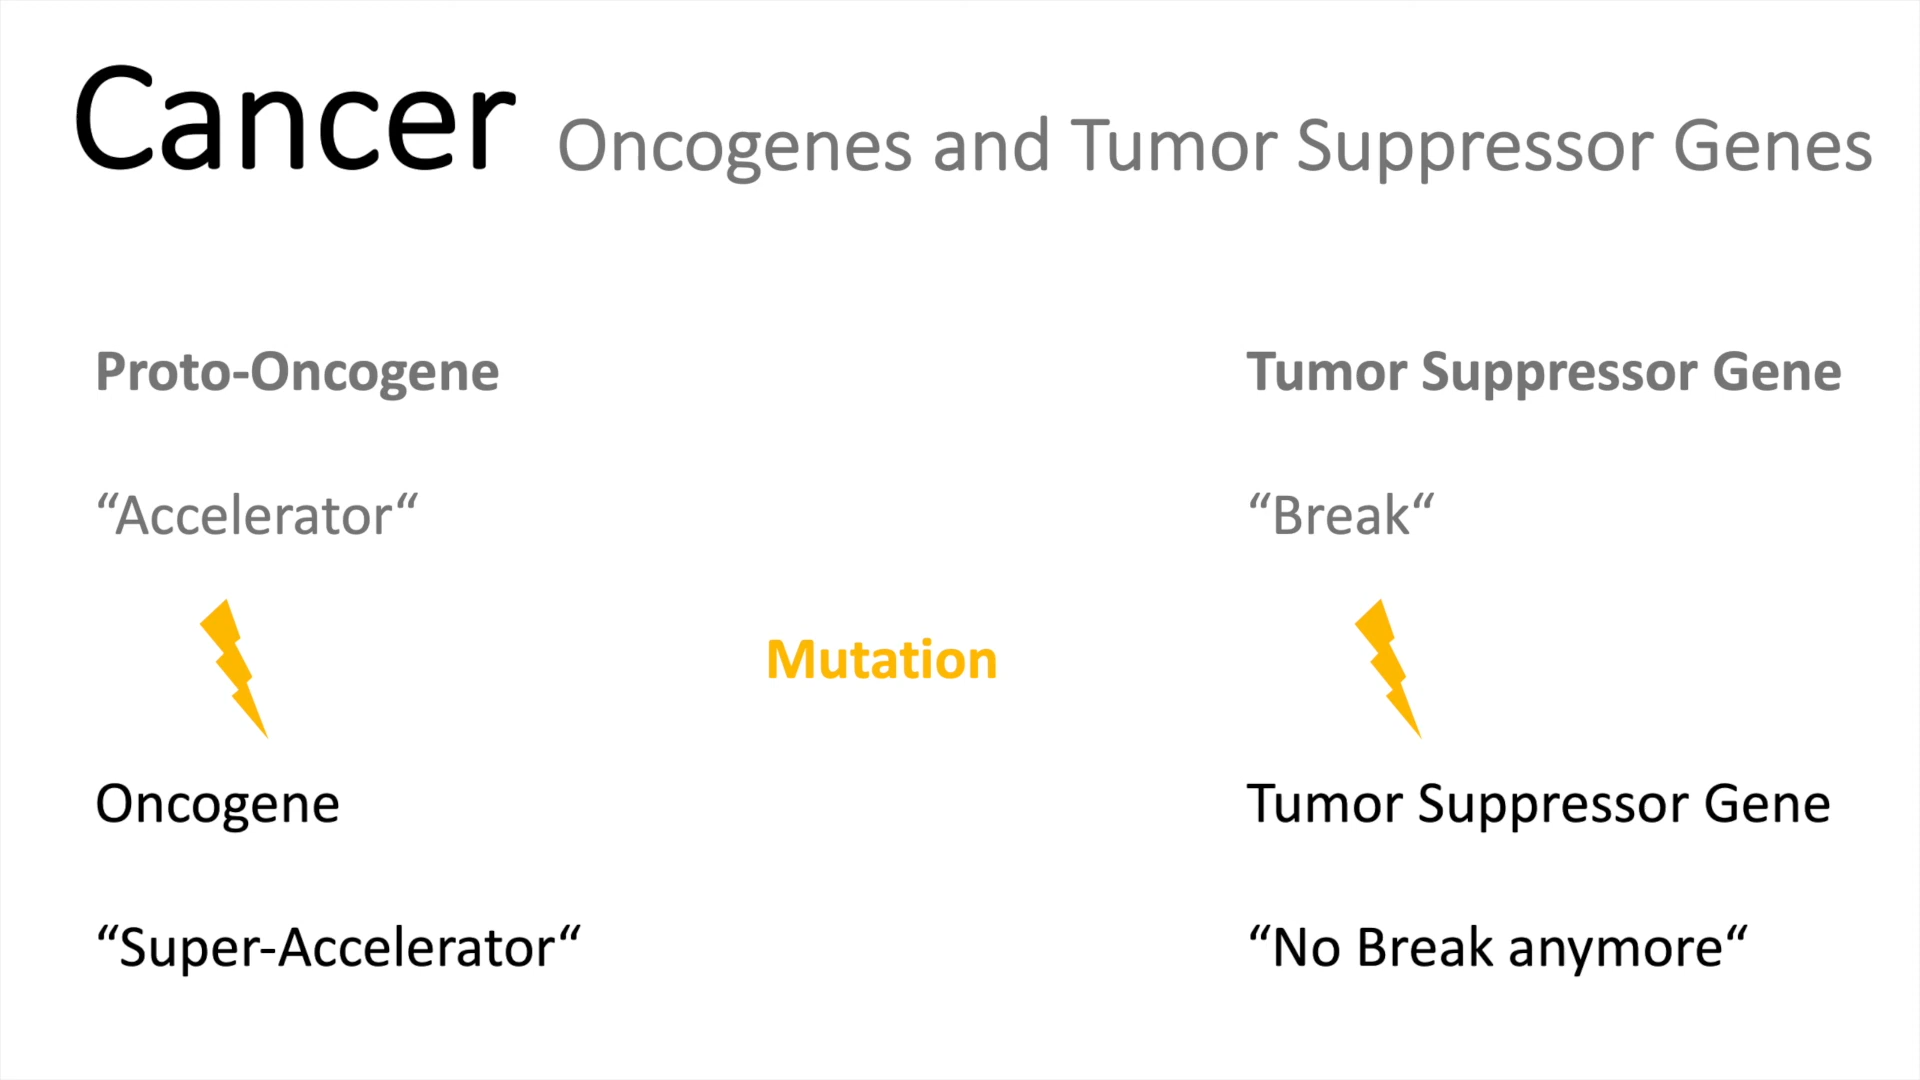 Cancer Oncogenes and Tumor Suppressor Genes
Proto-Oncogene
Tumor Suppressor Gene
“Accelerator“
“Break“
Mutation
Oncogene
Tumor Suppressor Gene
“Super-Accelerator“
“No Break anymore“